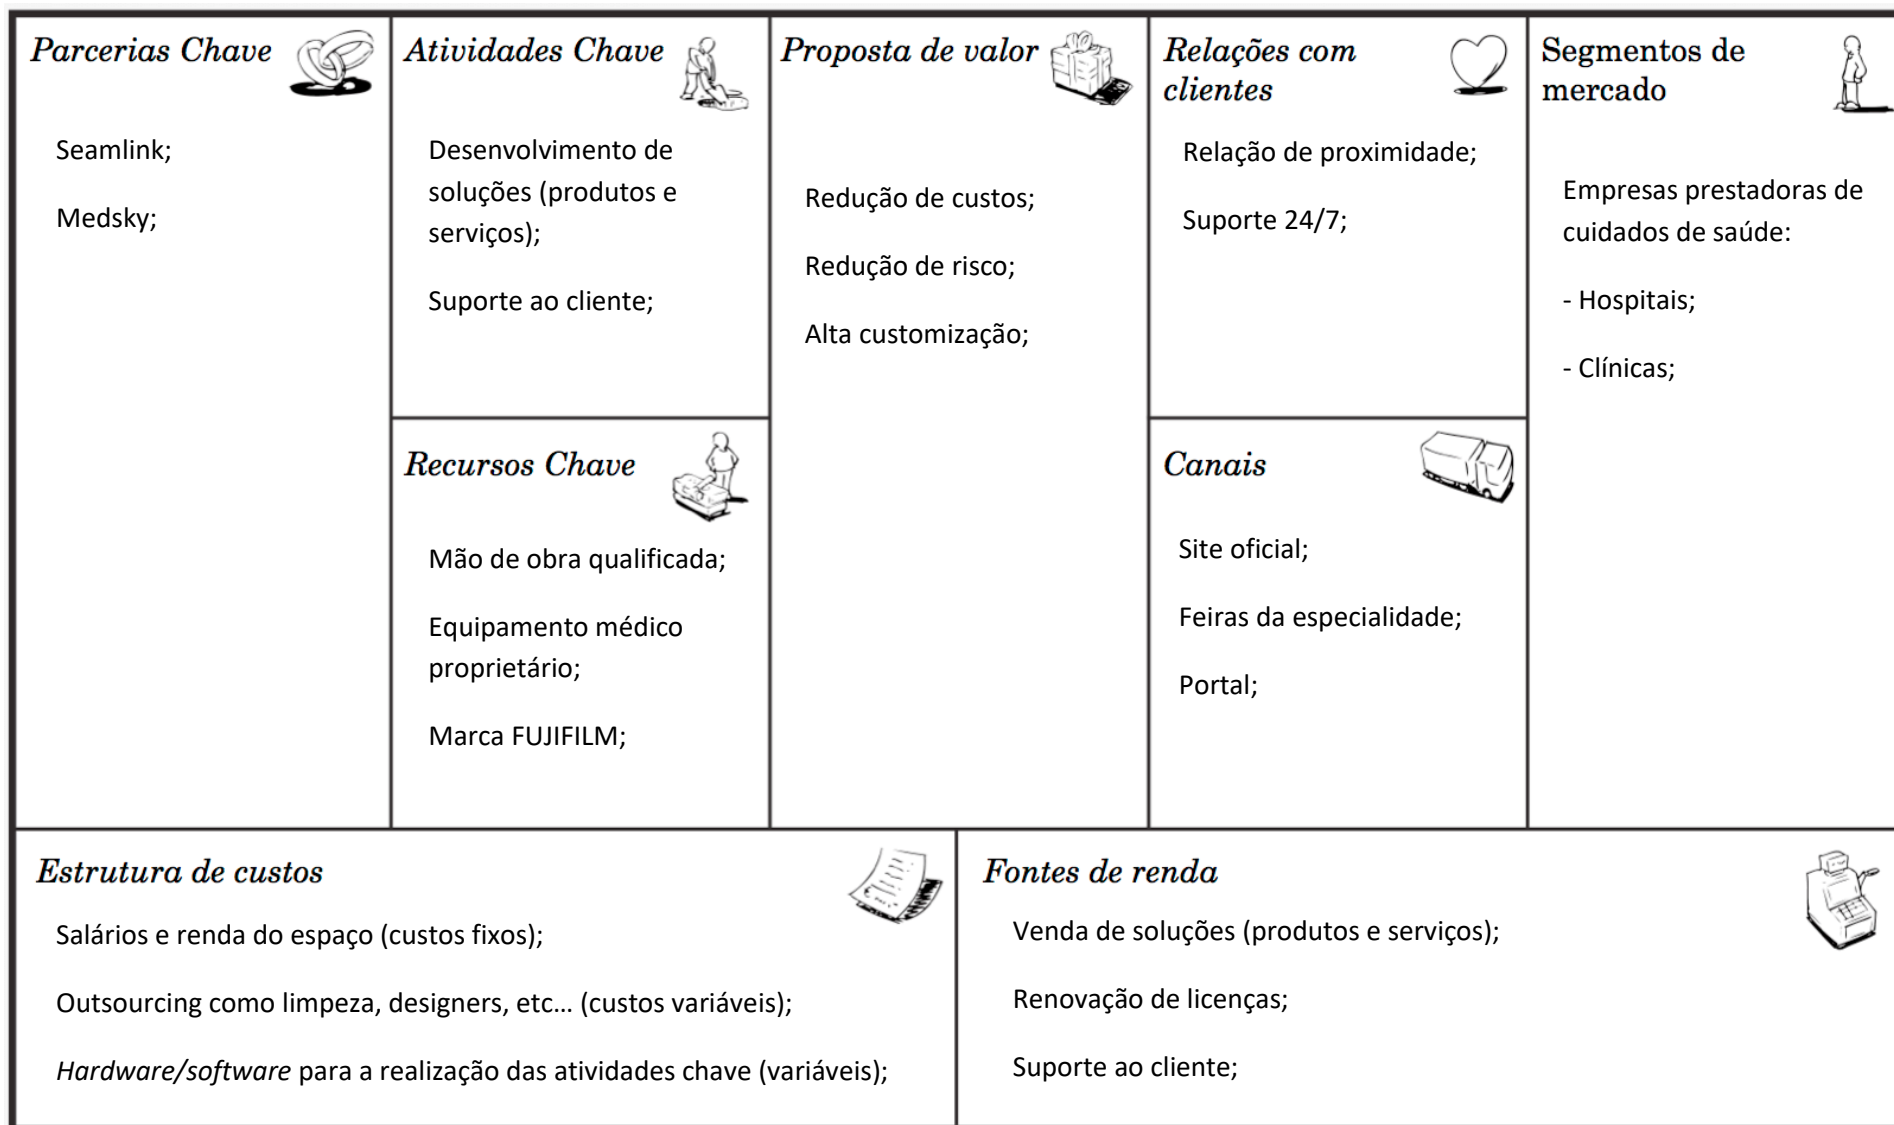 Parcerias Chave
Seamlink;
Medsky;
Atividades Chave
Desenvolvimento de
soluções (produtos e
serviços);
Suporte ao cliente;
Recursos Chave
Mão de obra qualificada;
Equipamento médico
proprietário;
Marca FUJIFILM;
Proposta de valor
Redução de custos;
Redução de risco;
Alta customização;
Relações com
clientes
Relação de proximidade;
Suporte 24/7;
Canais
Site oficial;
Feiras da especialidade;
Portal;
Segmentos de
mercado
Empresas prestadoras de
cuidados de saúde:
- Hospitais;
- Clínicas;
Estrutura de custos
Salários e renda do espaço (custos fixos);
Outsourcing como limpeza, designers, etc... (custos variáveis);
Hardware/software para a realização das atividades chave (variáveis);
Fontes de renda
Venda de soluções (produtos e serviços);
Renovação de licenças;
Suporte ao cliente;